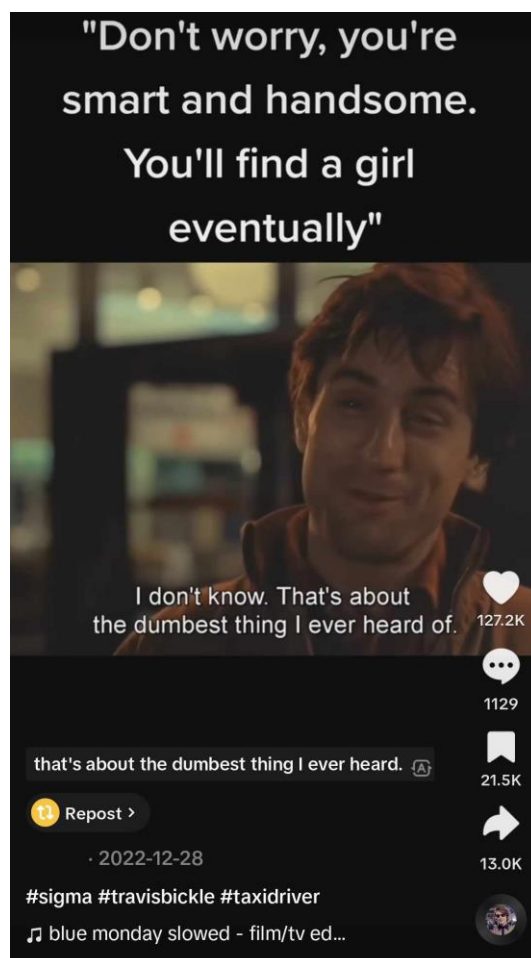 "Don't worry, you're
smart and handsome.
You'll find a girl
eventually"
I don't know. That's about
the dumbest thing I ever heard of.
127.2K
1129
that's about the dumbest thing I ever heard.
A
21.5K
Repost >
· 2022-12-28
13.0K
#sigma #travisbickle #taxidriver
blue monday slowed - film/tv ed...